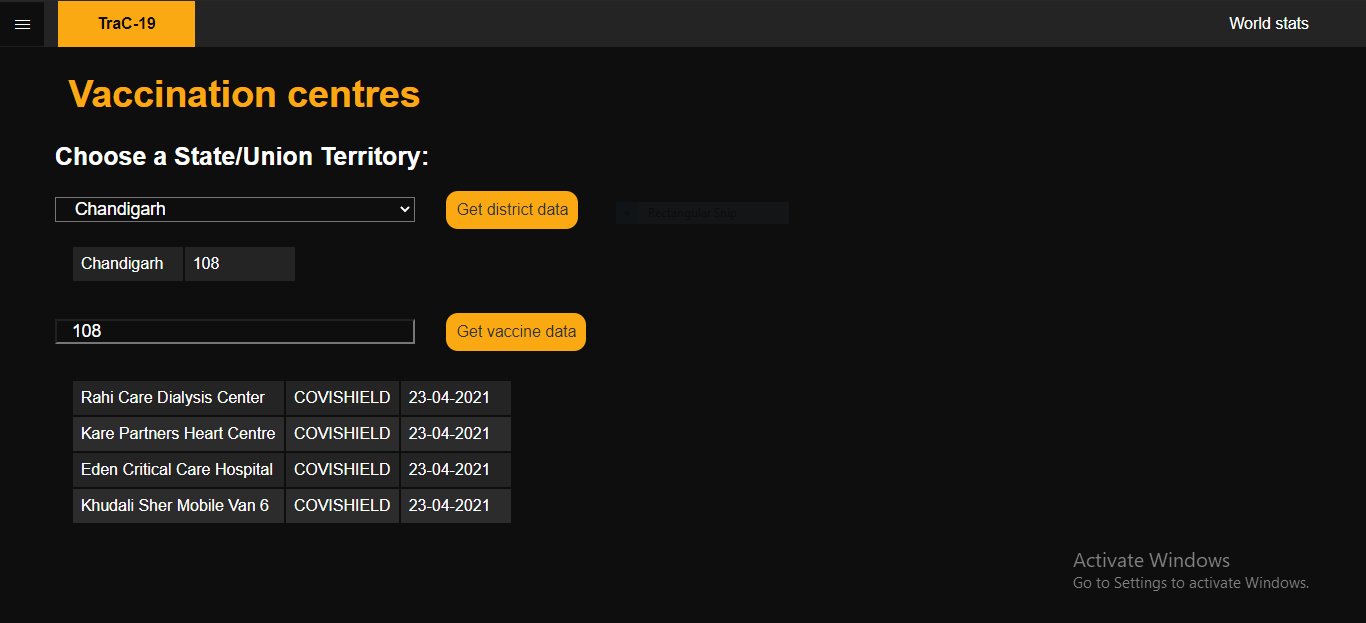 TraC-19 World stats
Vaccination centres
Choose a State/Union Territory:
Chandigarh Get district data Rectangular Snip
Chandigarh 108
108 Get vaccine data
Rahi Care Dialysis Center COVISHIELD 23-04-2021
Kare Partners Heart Centre COVISHIELD 23-04-2021
Eden Critical Care Hospital COVISHIELD 23-04-2021
Khudali Sher Mobile Van 6 COVISHIELD 23-04-2021
Activate Windows
Go to Settings to activate Windows.